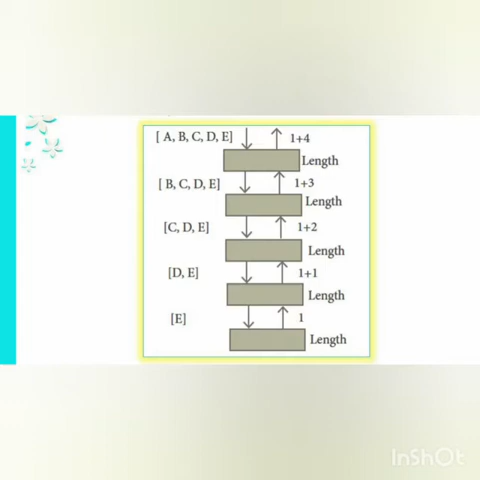 [ A, B, C, D, E] 1+4
Length
[ B, C, D, E] 1+3
Length
[C, D, E] 1+2
Length
[D, E] 1+1
Length
[E] 1
Length
InShOt